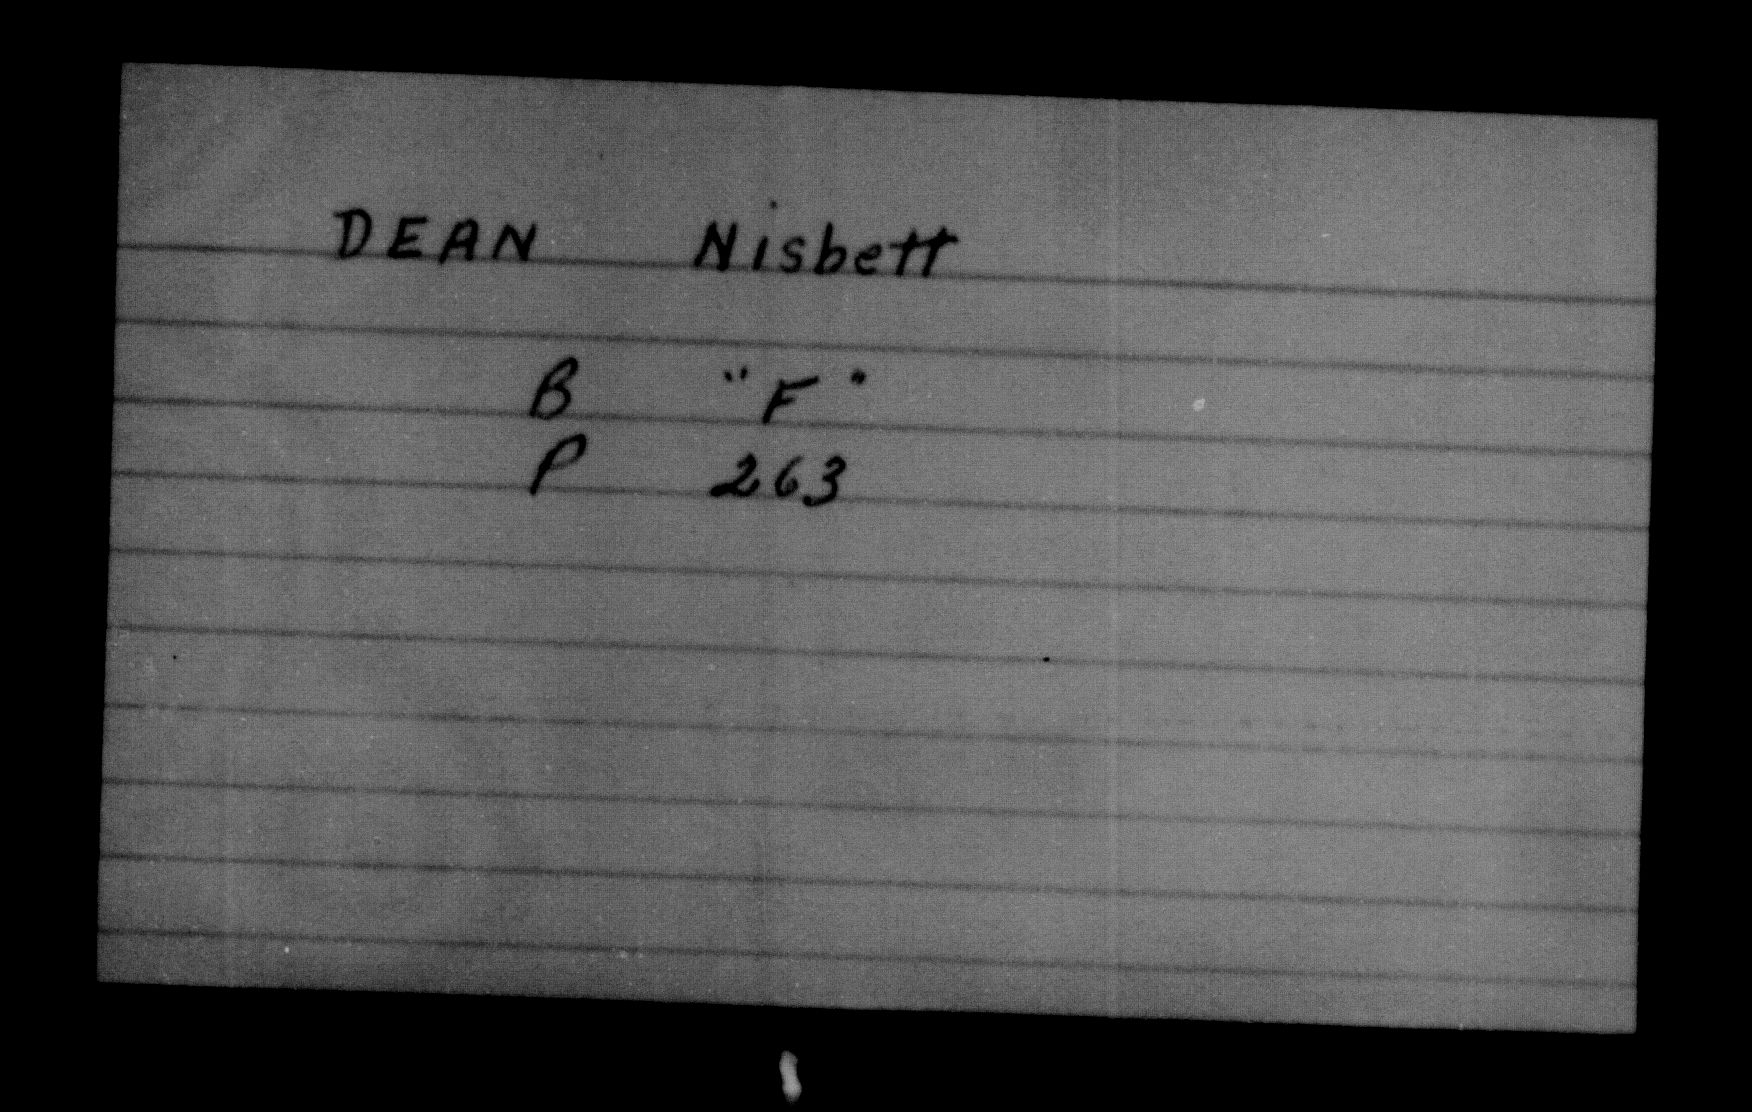 DEAN Nisbett
B "F"
P 263